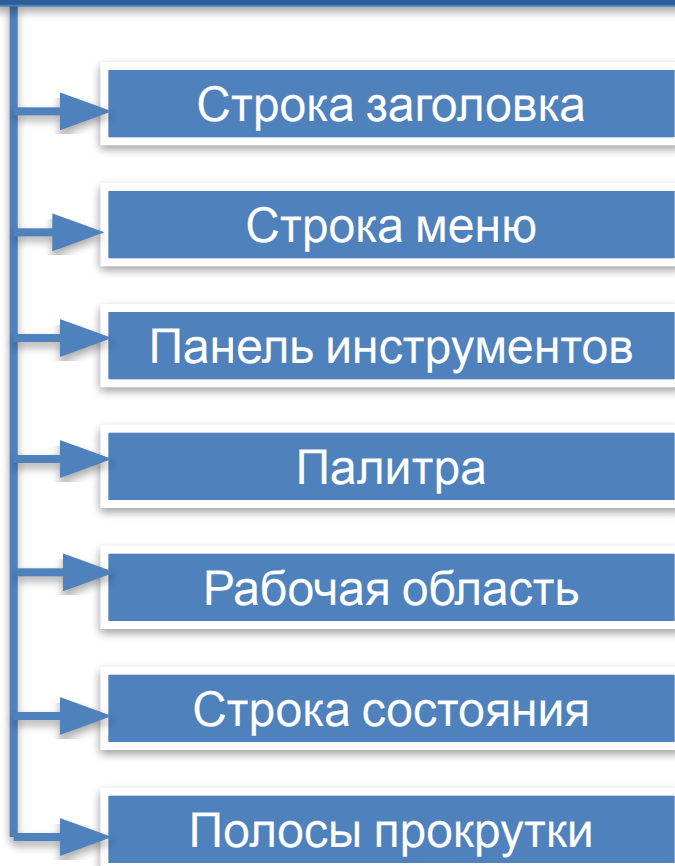 Строка заголовка
Строка меню
Панель инструментов
Палитра
Рабочая область
Строка состояния
Полосы прокрутки